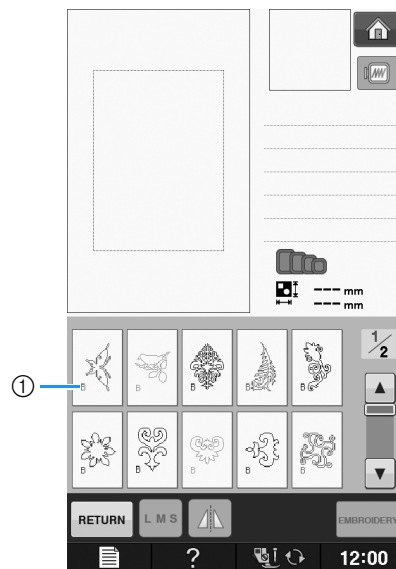 --- mm
--- mm
1/2
①
B B B B B
B B B B B
RETURN
L M S
EMBROIDERY
?
12:00